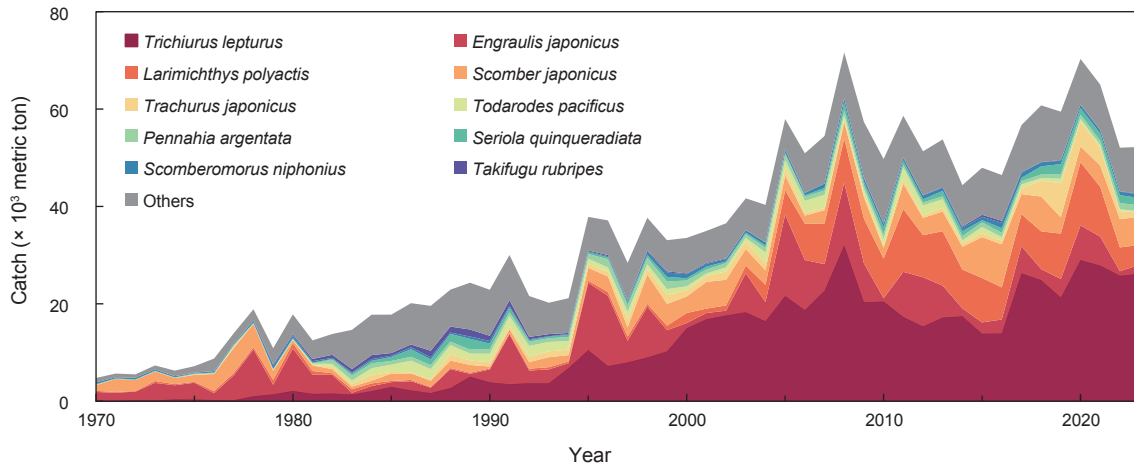 80
60
40
20
0
Catch (× 10³ metric ton)
Trichiurus lepturus
Engraulis japonicus
Larimichthys polyactis
Scomber japonicus
Trachurus japonicus
Todarodes pacificus
Pennahia argentata
Seriola quinqueradiata
Scomberomorus niphonius
Takifugu rubripes
Others
1970 1980 1990 2000 2010 2020
Year